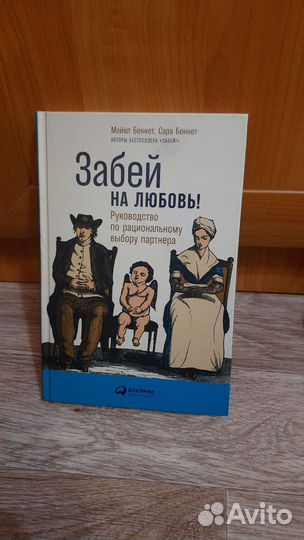 Майкл Беннет, Сара Беннет
АВТОРЫ БЕСТСЕЛЛЕРА «ЗАБЕЙ!»
Забей
НА ЛЮБОВЬ!
Руководство
по рациональному
выбору партнера
АЛЬПИНА
Avito